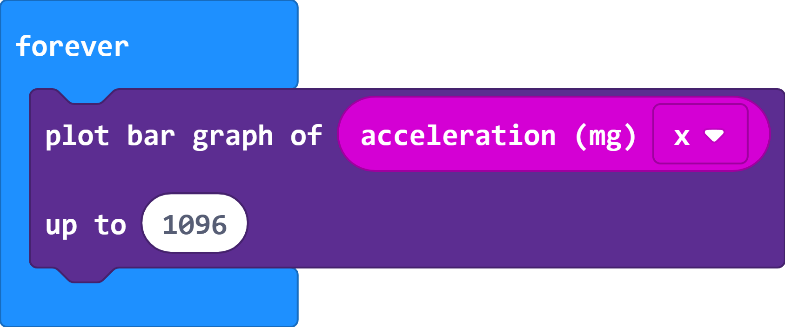 forever
plot bar graph of acceleration (mg) x
up to 1096